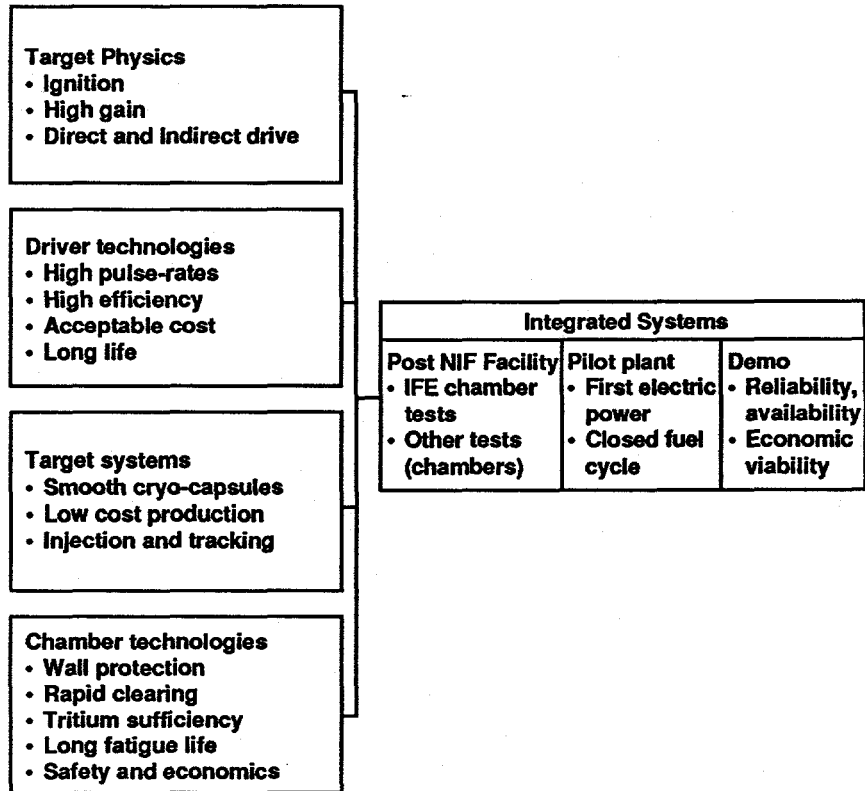 Target Physics
• Ignition
• High gain
• Direct and indirect drive
Driver technologies
• High pulse-rates
• High efficiency
• Acceptable cost
• Long life
Target systems
• Smooth cryo-capsules
• Low cost production
• Injection and tracking
Chamber technologies
• Wall protection
• Rapid clearing
• Tritium sufficiency
• Long fatigue life
• Safety and economics
Integrated Systems
Post NIF Facility
• IFE chamber
tests
• Other tests
(chambers)
Pilot plant
• First electric
power
• Closed fuel
cycle
Demo
• Reliability,
availability
• Economic
viability